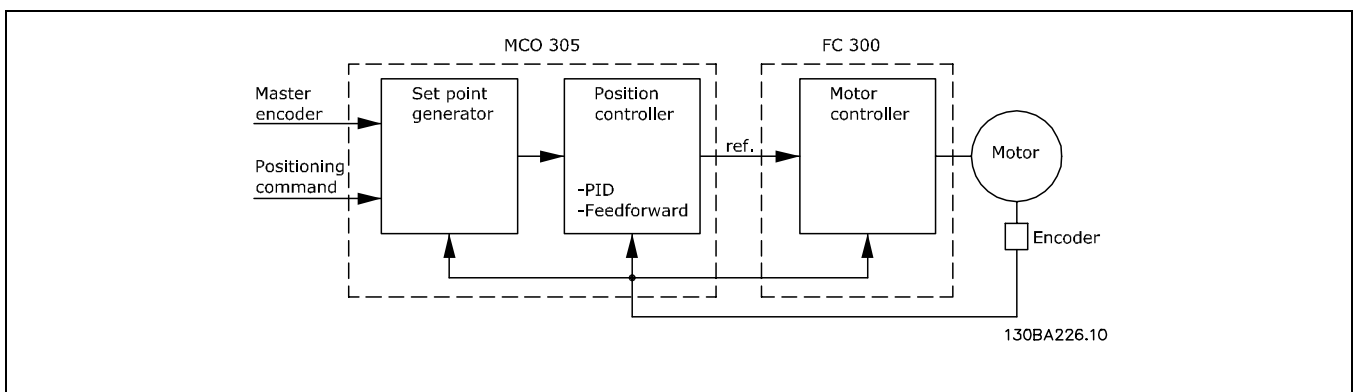 MCO 305
FC 300
Master
encoder
Positioning
command
Set point
generator
Position
controller
-PID
-Feedforward
ref.
Motor
controller
Motor
Encoder
130BA226.10